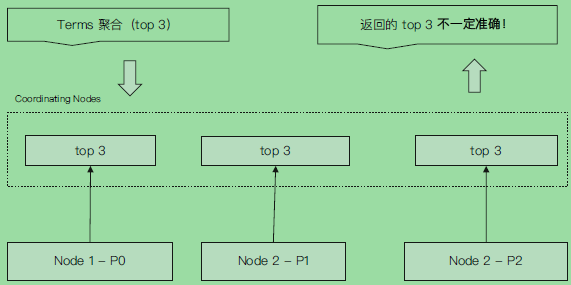 Terms 聚合（top 3）
返回的 top 3 不一定准确！
Coordinating Nodes
top 3
top 3
top 3
Node 1 – P0
Node 2 – P1
Node 2 – P2